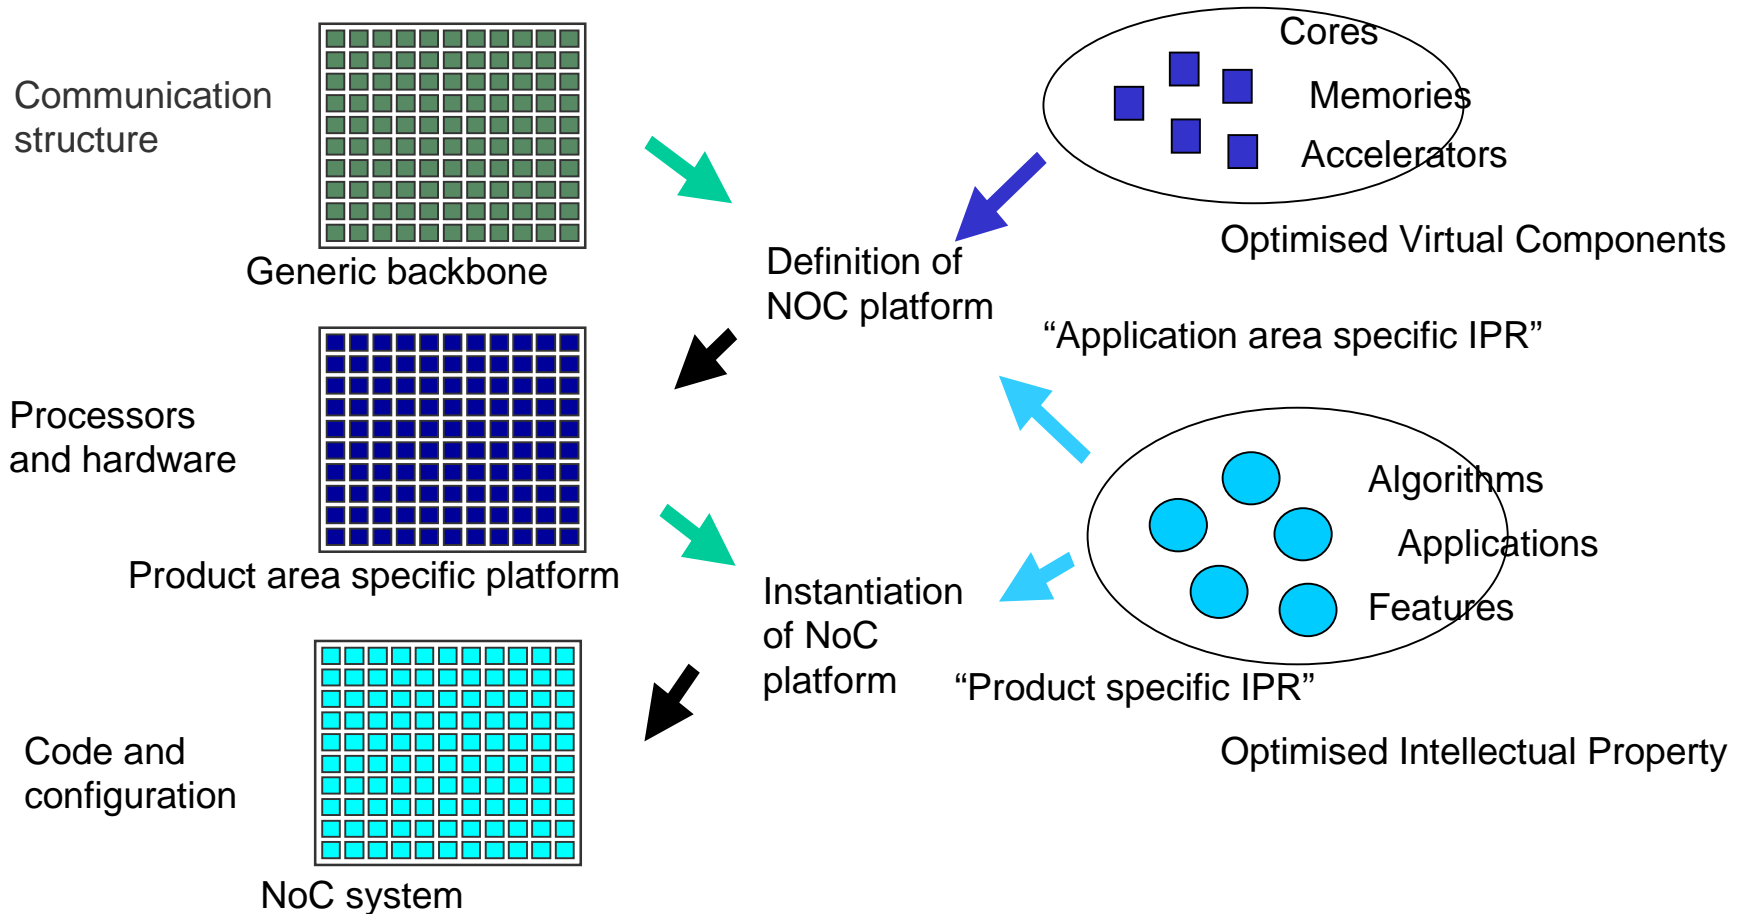 Communication
structure
Generic backbone
Cores
Memories
Accelerators
Optimised Virtual Components
Definition of
NOC platform
“Application area specific IPR”
Processors
and hardware
Product area specific platform
Algorithms
Applications
Features
Instantiation
of NoC
platform
“Product specific IPR”
Optimised Intellectual Property
Code and
configuration
NoC system